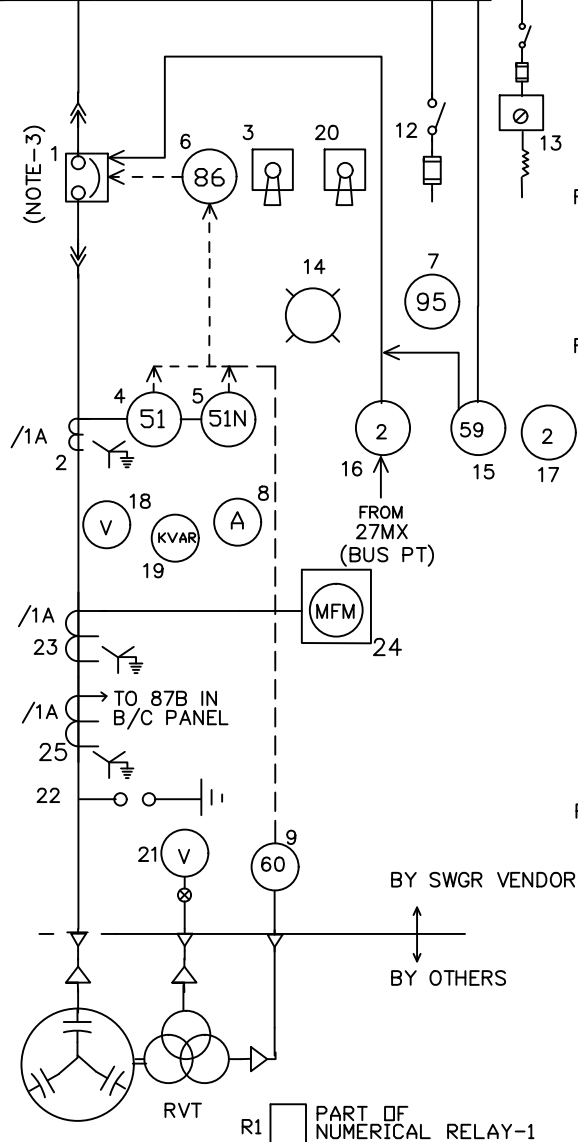 (NOTE-3)
1
6
86
3
20
12
13
F
14
7
95
F
4
51
5
51N
/1A
2
2
16
59
15
2
17
FROM
27MX
(BUS PT)
V
18
KVAR
19
A
8
/1A
23
MFM
24
TO 87B IN
B/C PANEL
/1A
25
22
F
21
V
60
9
BY SWGR VENDOR
BY OTHERS
RVT
R1
PART OF
NUMERICAL RELAY-1